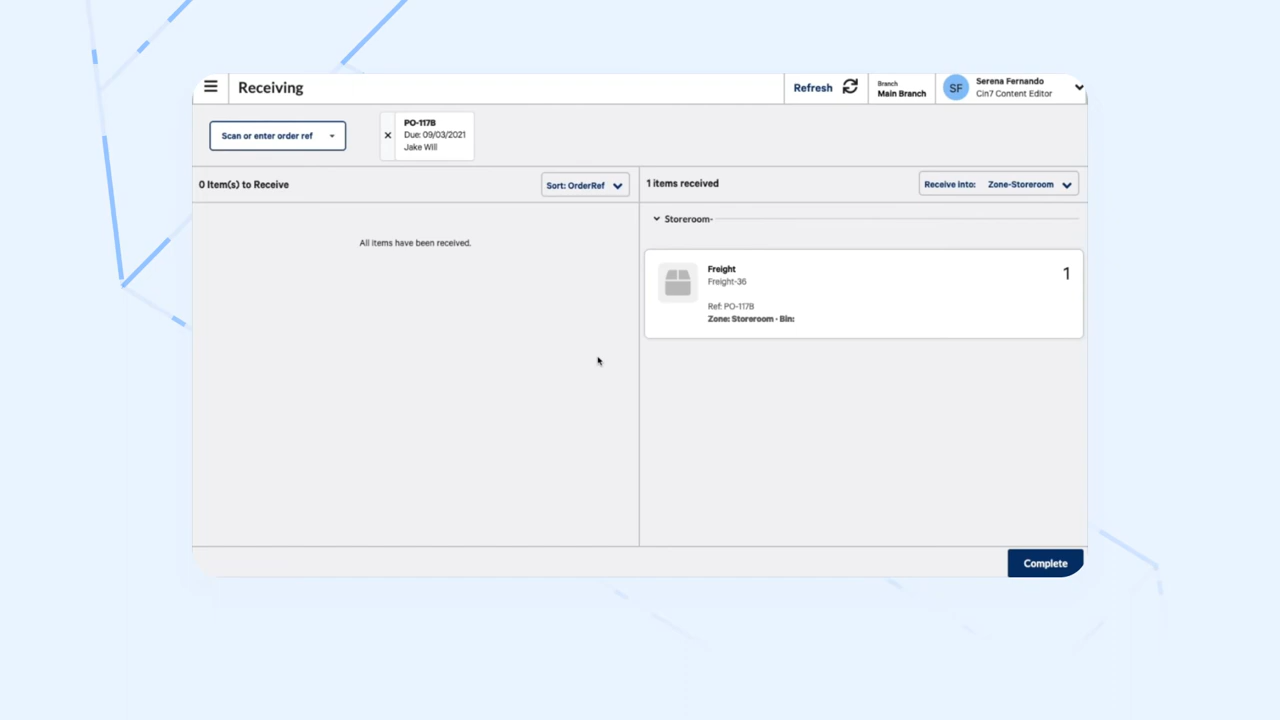 Receiving
Refresh
Branch
Main Branch
SF
Serena Fernando
Cin7 Content Editor
Scan or enter order ref
PO-117B
Due: 09/03/2021
Jake Will
0 Item(s) to Receive
Sort: OrderRef
1 items received
Receive into: Zone-Storeroom
All items have been received.
Storeroom-
Freight
1
Freight-36
Ref: PO-117B
Zone: Storeroom · Bin:
Complete